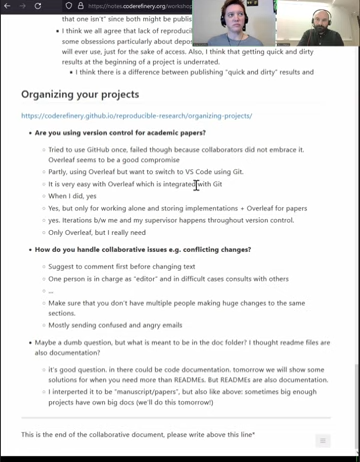 https://notes.coderefinery.org/worksho
that one isn't" since both might be publis
I think we all agree that lack of reproducib
some obsessions particularly about depos
will ever use, just for the sake of access. Also, I think that getting quick and dirty
results at the beginning of a project is underrated.
I think there is a difference between publishing "quick and dirty" results and
Organizing your projects
https://coderefinery.github.io/reproducible-research/organizing-projects/
Are you using version control for academic papers?
Tried to use GitHub once, failed though because collaborators did not embrace it.
Overleaf seems to be a good compromise
Partly, using Overleaf but want to switch to VS Code using Git.
It is very easy with Overleaf which is integrated with Git
When I did, yes
Yes, but only for working alone and storing implementations + Overleaf for papers
yes. Iterations b/w me and my supervisor happens throughout version control.
Only Overleaf, but I really need
How do you handle collaborative issues e.g. conflicting changes?
Suggest to comment first before changing text
One person is in charge as "editor" and in difficult cases consults with others
...
Make sure that you don't have multiple people making huge changes to the same
sections.
Mostly sending confused and angry emails
Maybe a dumb question, but what is meant to be in the doc folder? I thought readme files are
also documentation?
it's good question. in there could be code documentation. tomorrow we will show some
solutions for when you need more than READMEs. But READMEs are also documentation.
I interpreted it to be "manuscript/papers", but also like above: sometimes big enough
projects have own big docs (we'll do this tomorrow!)
This is the end of the collaborative document, please write above this line*